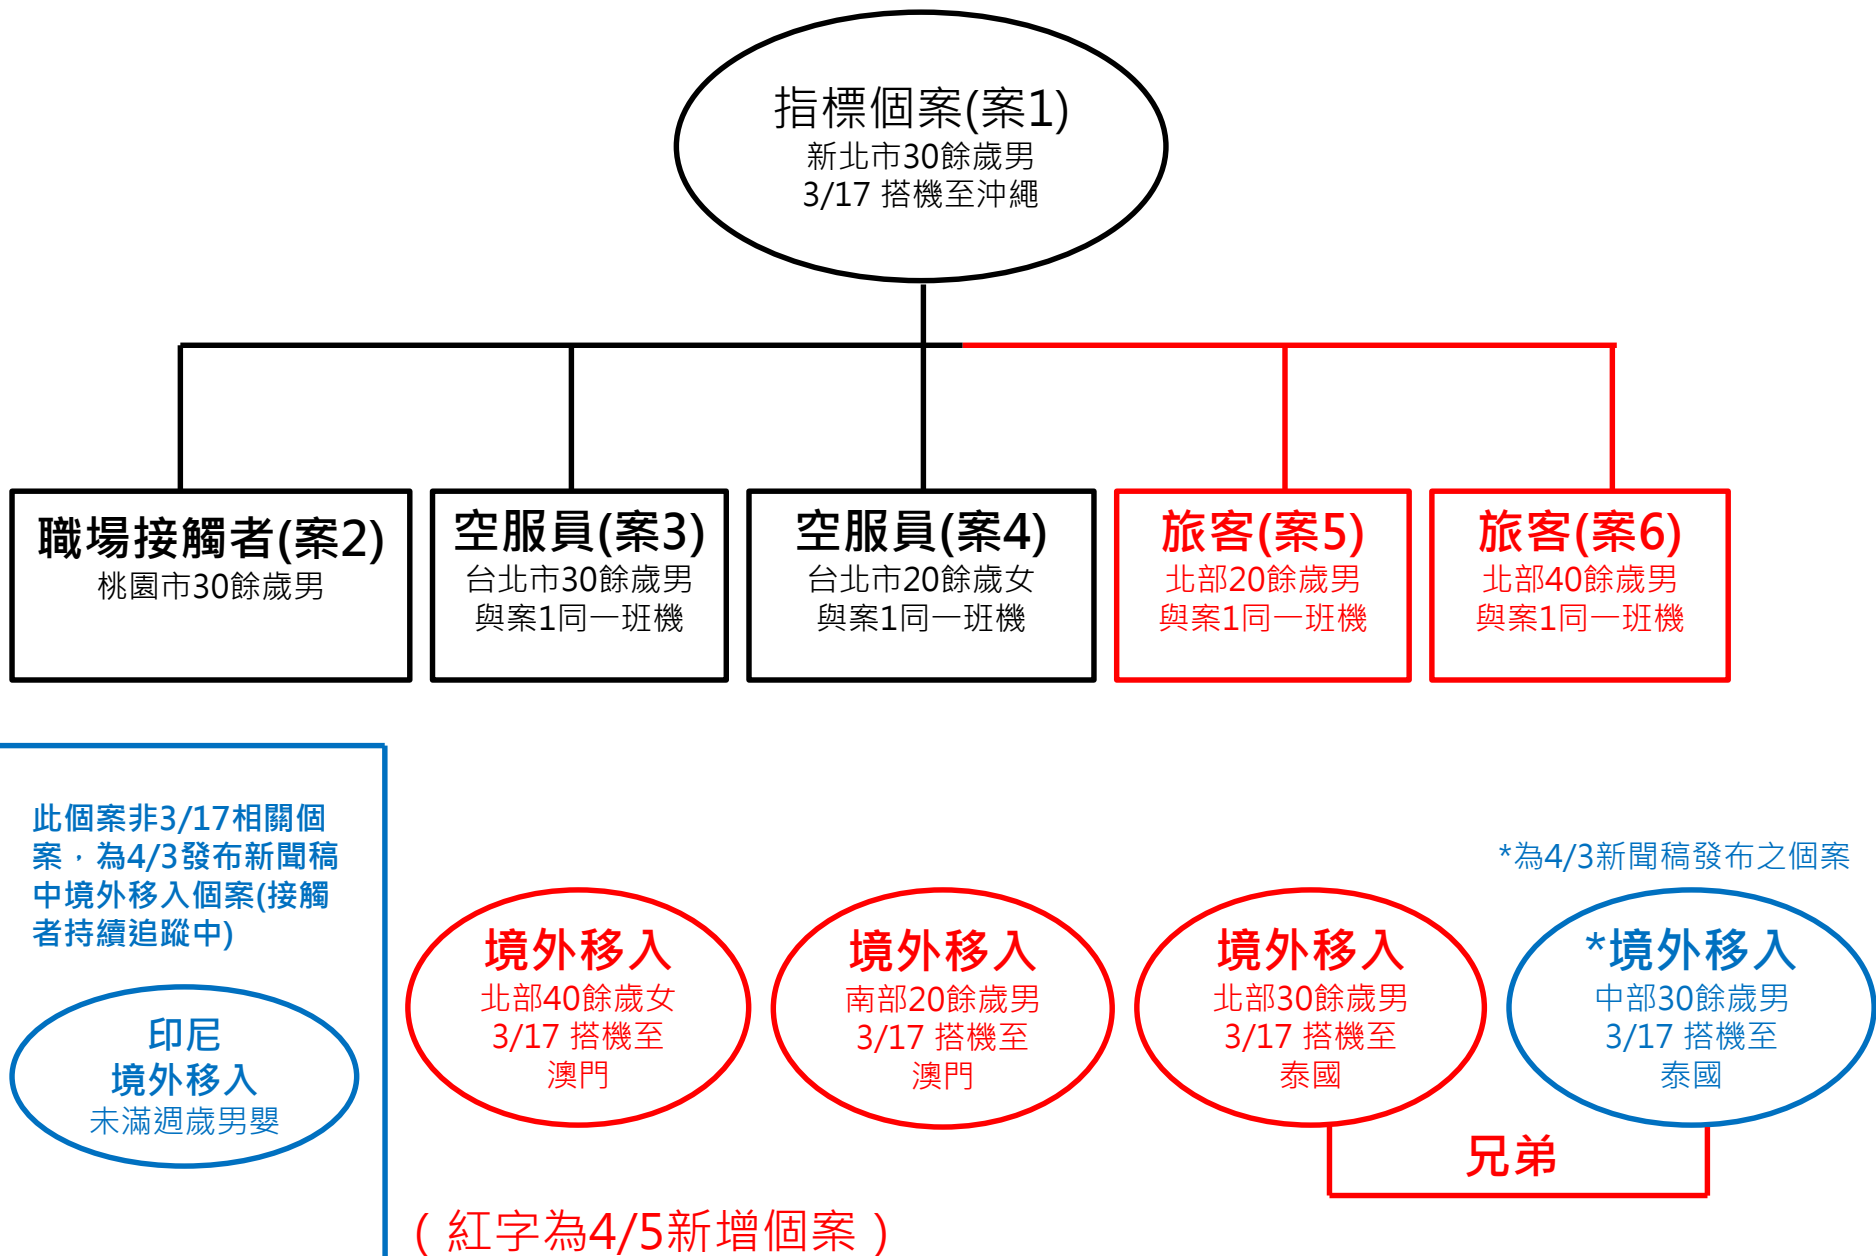 指標個案(案1)
新北市30餘歲男
3/17 搭機至沖繩
職場接觸者(案2)
桃園市30餘歲男
空服員(案3)
台北市30餘歲男
與案1同一班機
空服員(案4)
台北市20餘歲女
與案1同一班機
旅客(案5)
北部20餘歲男
與案1同一班機
旅客(案6)
北部40餘歲男
與案1同一班機
此個案非3/17相關個
案，為4/3發布新聞稿
中境外移入個案(接觸
者持續追蹤中)
印尼
境外移入
未滿週歲男嬰
境外移入
北部40餘歲女
3/17 搭機至
澳門
境外移入
南部20餘歲男
3/17 搭機至
澳門
境外移入
北部30餘歲男
3/17 搭機至
泰國
*為4/3新聞稿發布之個案
*境外移入
中部30餘歲男
3/17 搭機至
泰國
兄弟
(紅字為4/5新增個案)